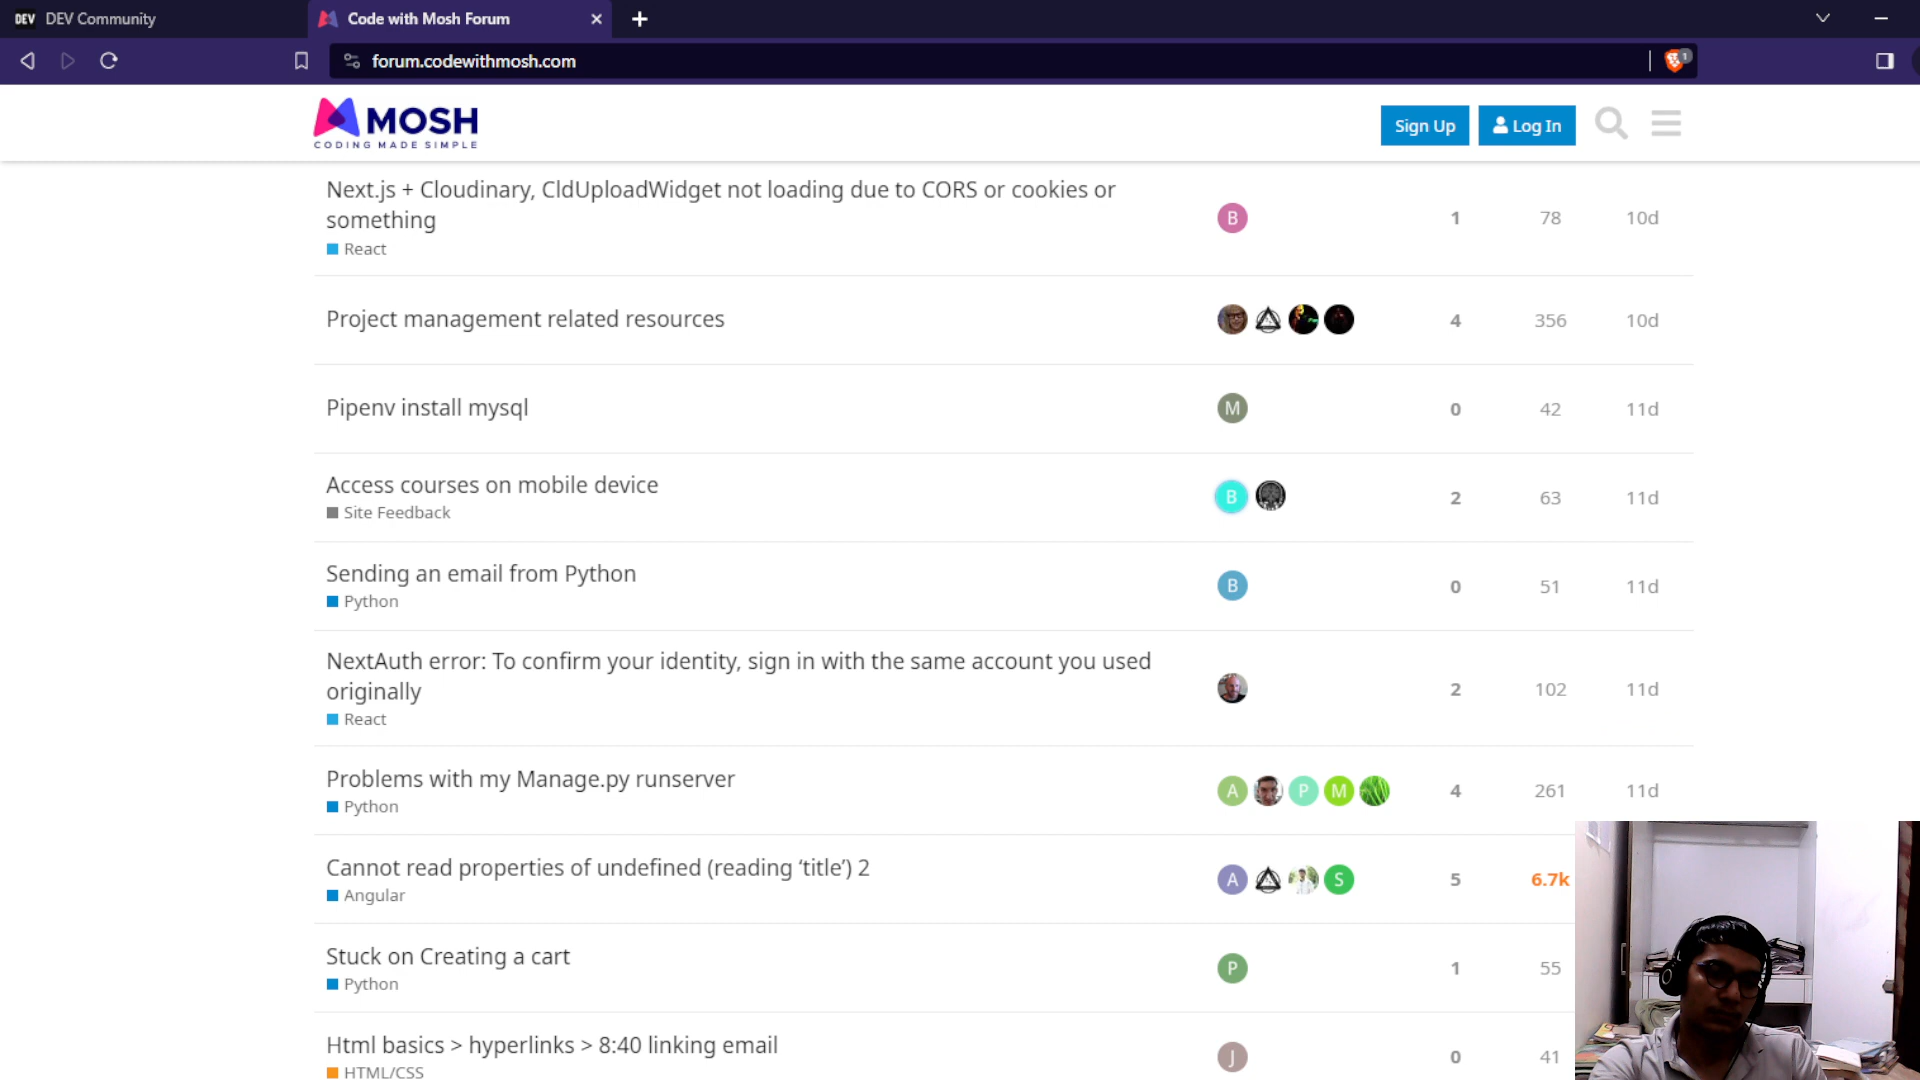 DEV DEV Community
Code with Mosh Forum
forum.codewithmosh.com
1
MOSH
CODING MADE SIMPLE
Sign Up
Log In
Next.js + Cloudinary, CldUploadWidget not loading due to CORS or cookies or
something
React
B 1 78 10d
Project management related resources
4 356 10d
Pipenv install mysql
M 0 42 11d
Access courses on mobile device
Site Feedback
B 2 63 11d
Sending an email from Python
Python
B 0 51 11d
NextAuth error: To confirm your identity, sign in with the same account you used
originally
React
2 102 11d
Problems with my Manage.py runserver
Python
A P M 4 261 11d
Cannot read properties of undefined (reading ‘title’) 2
Angular
A S 5 6.7k
Stuck on Creating a cart
Python
P 1 55
Html basics > hyperlinks > 8:40 linking email
HTML/CSS
J 0 41